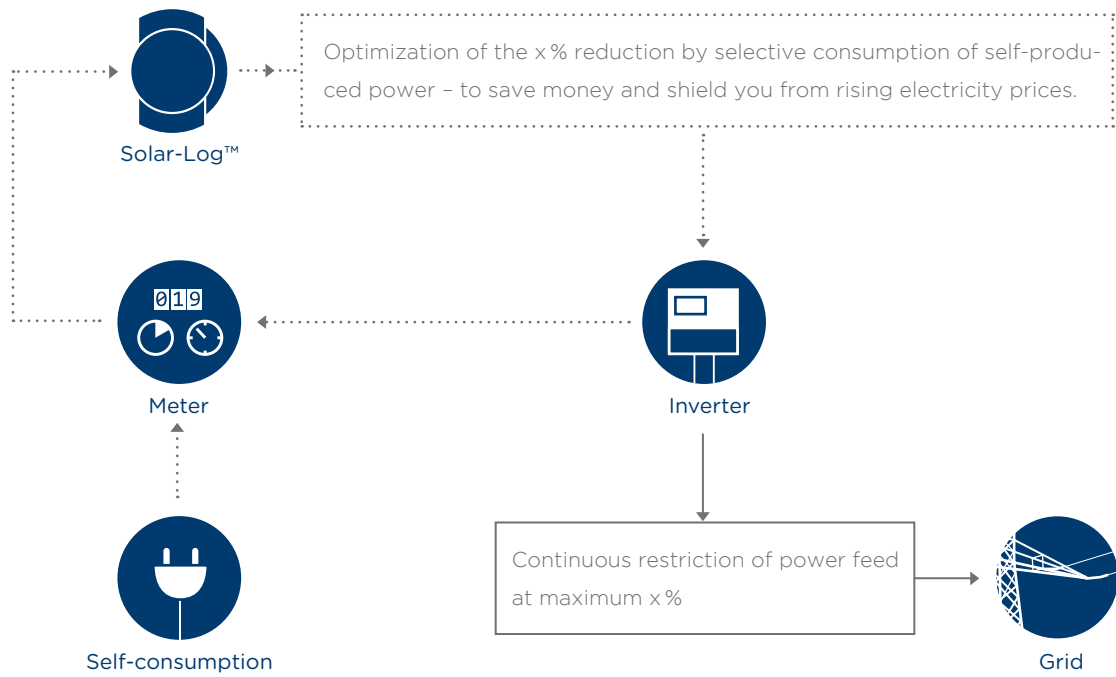 Optimization of the x % reduction by selective consumption of self-produ-
ced power – to save money and shield you from rising electricity prices.
Solar-Log™
019
Meter
Inverter
Continuous restriction of power feed
at maximum x %
Self-consumption
Grid